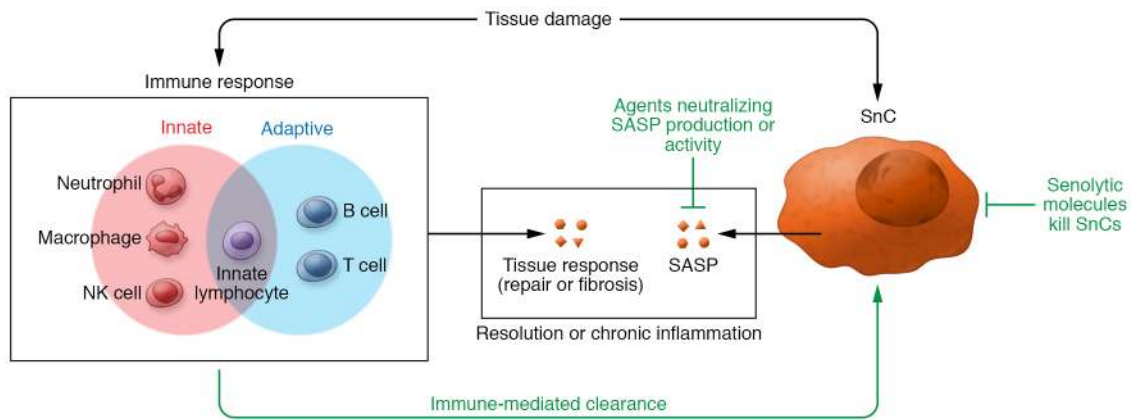 Tissue damage
Immune response
Innate
Adaptive
Neutrophil
Macrophage
NK cell
Innate
lymphocyte
B cell
T cell
Agents neutralizing
SASP production or
activity
SnC
Senolytic
molecules
kill SnCs
Tissue response
(repair or fibrosis)
SASP
Resolution or chronic inflammation
Immune-mediated clearance